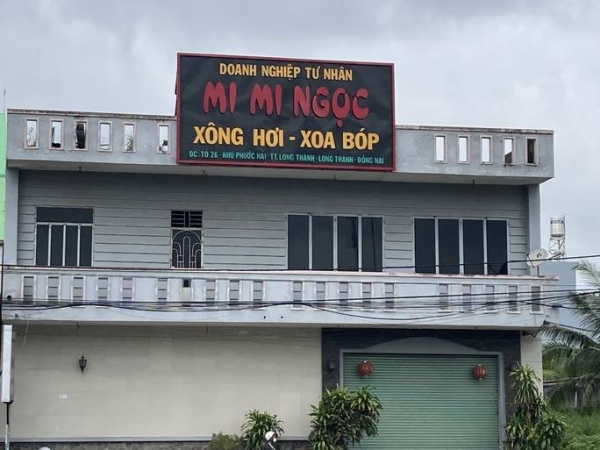 DOANH NGHIỆP TƯ NHÂN
MI MI NGỌC
XÔNG HƠI - XOA BÓP
ĐC: TỔ 26 - KHU PHƯỚC HẢI - TT. LONG THÀNH - LONG THÀNH - ĐỒNG NAI